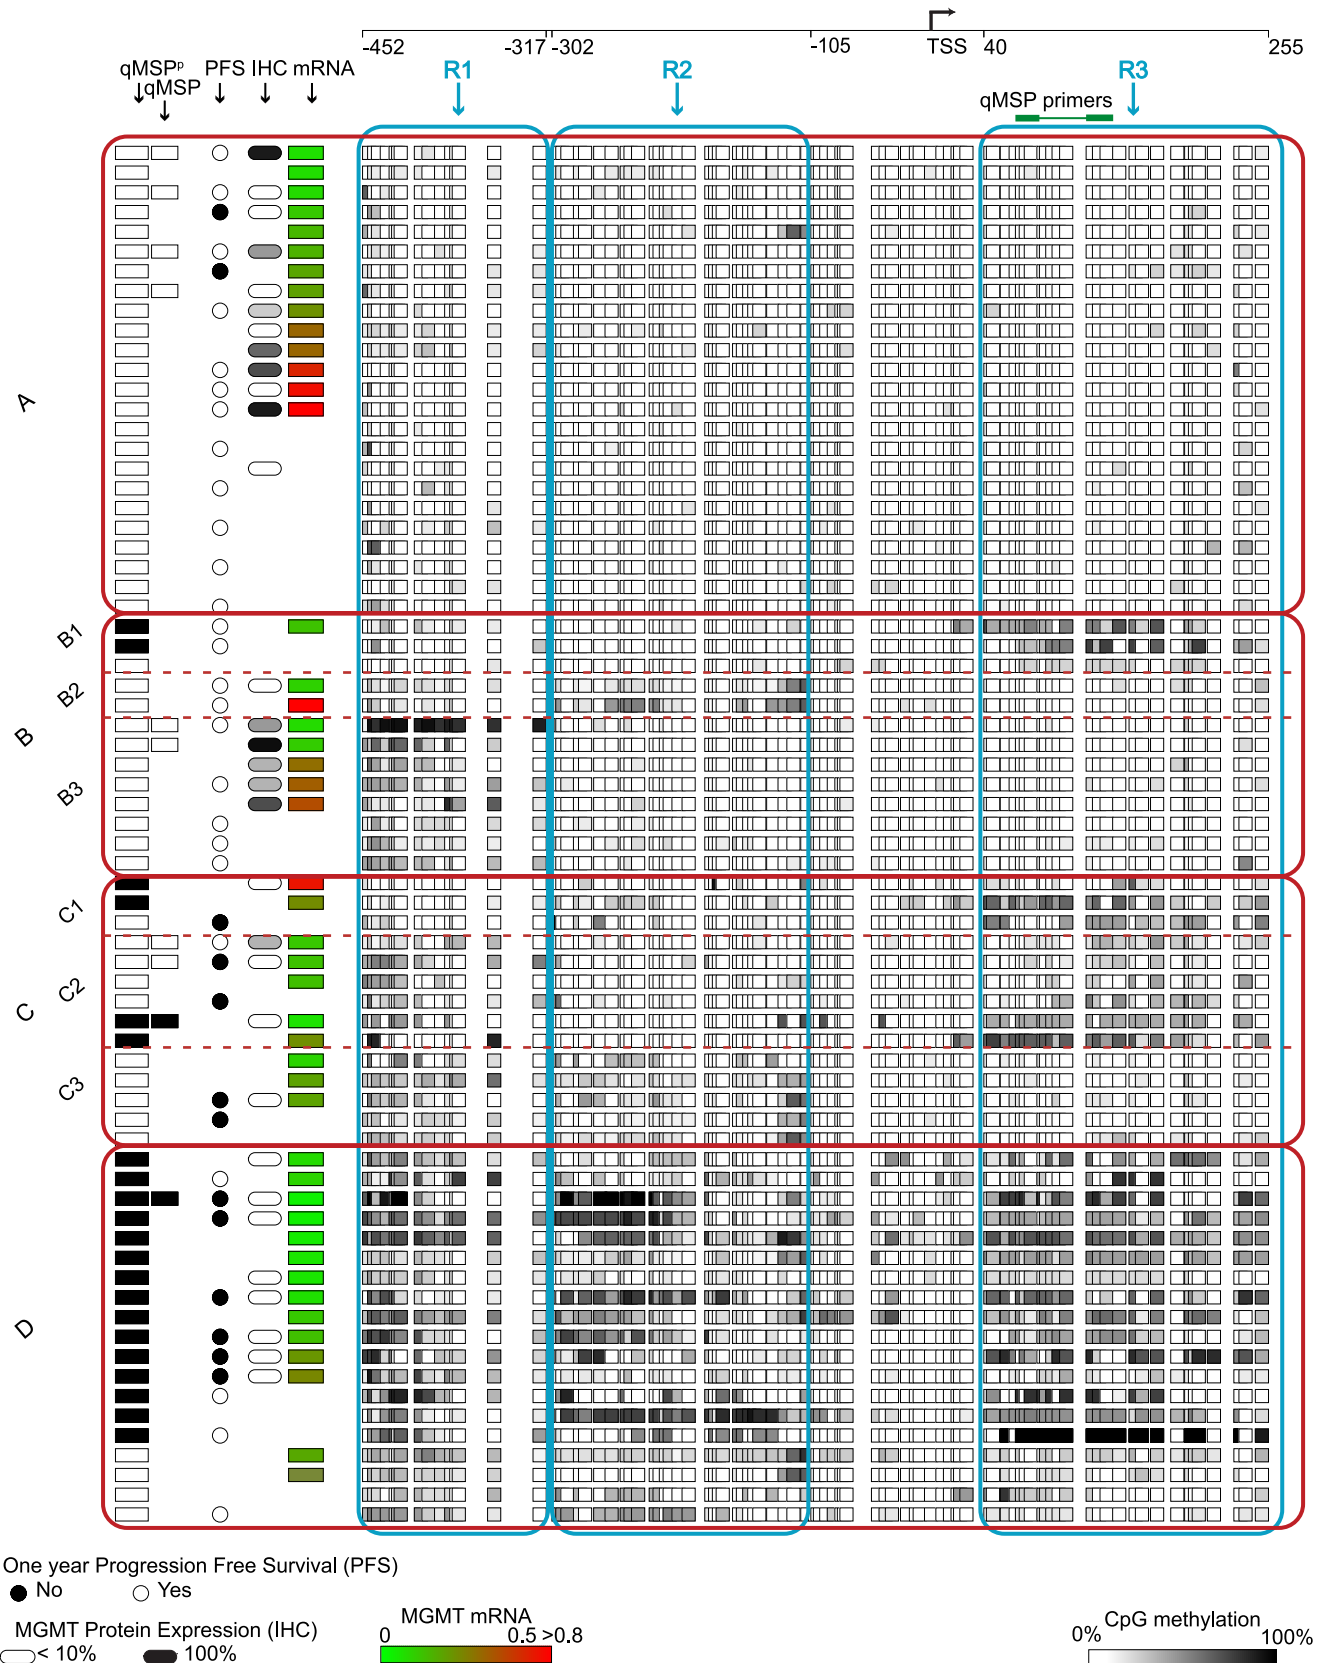 -452 -317 -302 -105 TSS 40 255
qMSPᵖ PFS IHC mRNA R1 R2 R3
qMSP
qMSP primers
A
B1
B2
B
B3
C1
C2
C
C3
D
One year Progression Free Survival (PFS)
No Yes
MGMT Protein Expression (IHC)
< 10% 100%
MGMT mRNA
0 0.5 >0.8
CpG methylation
0% 100%